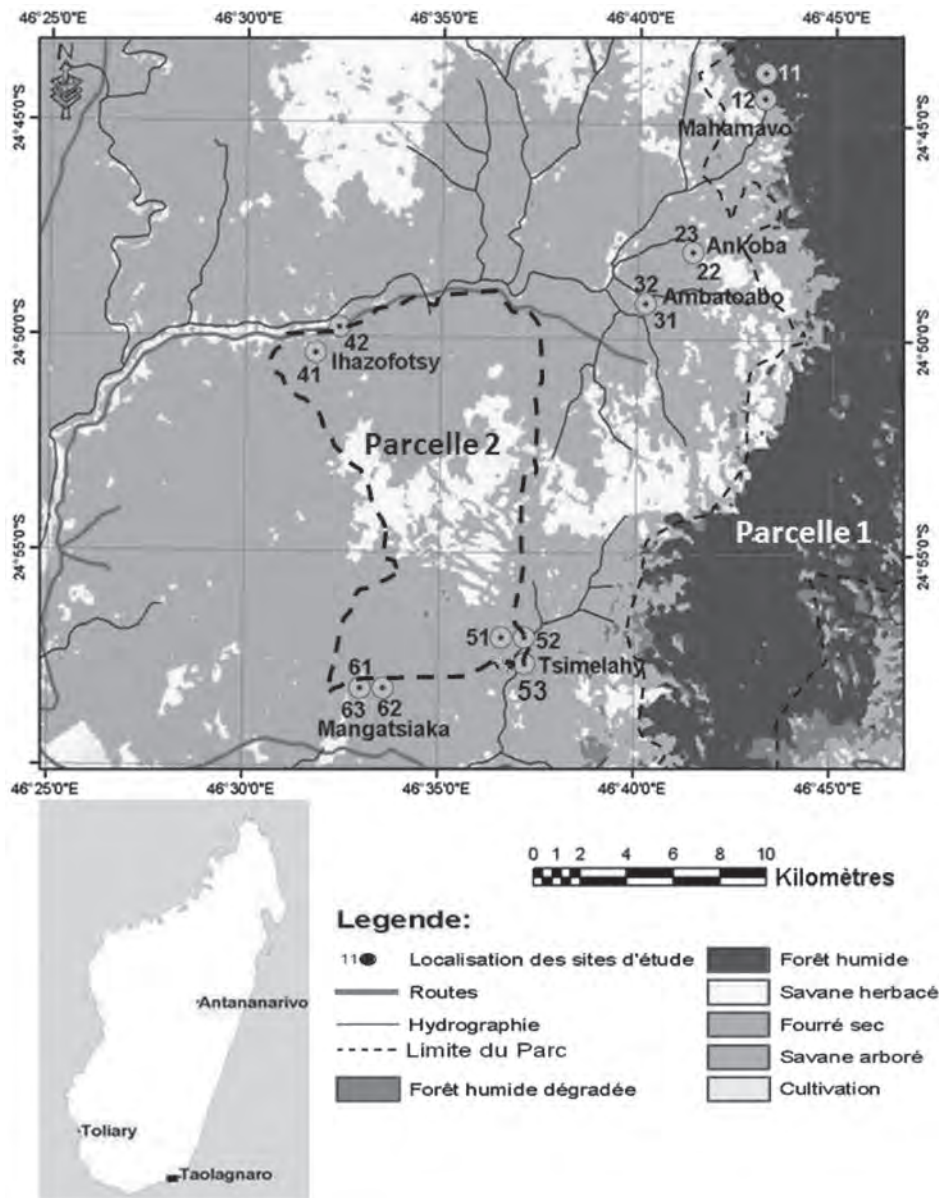 46°25'0"E 46°30'0"E 46°35'0"E 46°40'0"E 46°45'0"E
N
11
12
24°45'0"S 24°45'0"S
Mahamavo
23 Ankoba
22
32
Ambatoabo
31
24°50'0"S 24°50'0"S
42
41 Ihazofotsy
Parcelle 2
Parcelle 1
24°55'0"S 24°55'0"S
51 52
Tsimelahy
61 53
63 62
Mangatsiaka
46°25'0"E 46°30'0"E 46°35'0"E 46°40'0"E 46°45'0"E
0 1 2 4 6 8 10
Kilomètres
Antananarivo
Toliary
Taolagnaro
Legende:
11 Localisation des sites d'étude
Routes
Hydrographie
Limite du Parc
Forêt humide dégradée
Forêt humide
Savane herbacé
Fourré sec
Savane arboré
Cultivation